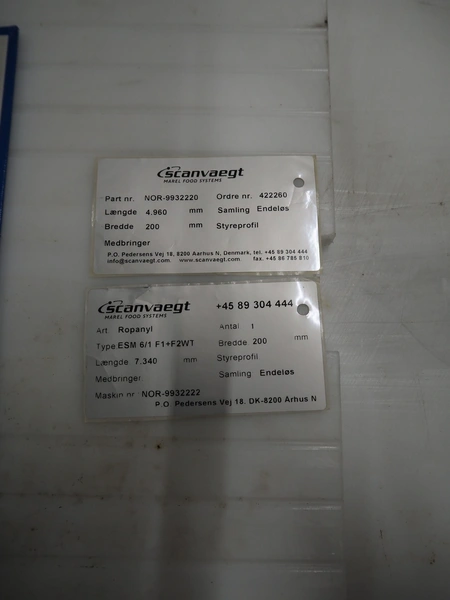 scanvaegt
MAREL FOOD SYSTEMS
Part nr. NOR-9932220 Ordre nr. 422260
Længde 4.960 mm Samling Endeløs
Bredde 200 mm Styreprofil
Medbringer
P.O. Pedersens Vej 18, 8200 Aarhus N, Denmark, tel. +45 89 304 444
info@scanvaegt.com www.scanvaegt.com fax. +45 86 785 810
scanvaegt +45 89 304 444
MAREL FOOD SYSTEMS
Art Ropanyl Antal 1
Type ESM 6/1 F1+F2WT Bredde 200 mm
Længde 7.340 mm Styreprofil
Medbringer Samling Endeløs
Maskin nr NOR-9932222
P.O. Pedersens Vej 18. DK-8200 Århus N